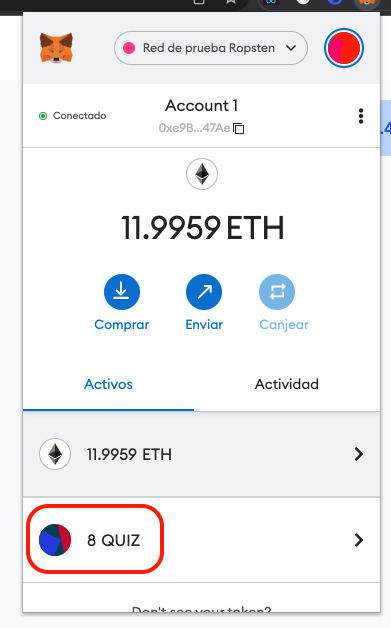 Red de prueba Ropsten
Conectado
Account 1
0xe9B...47Ae
11.9959 ETH
Comprar
Enviar
Canjear
Activos
Actividad
11.9959 ETH
8 QUIZ
Don't see your token?